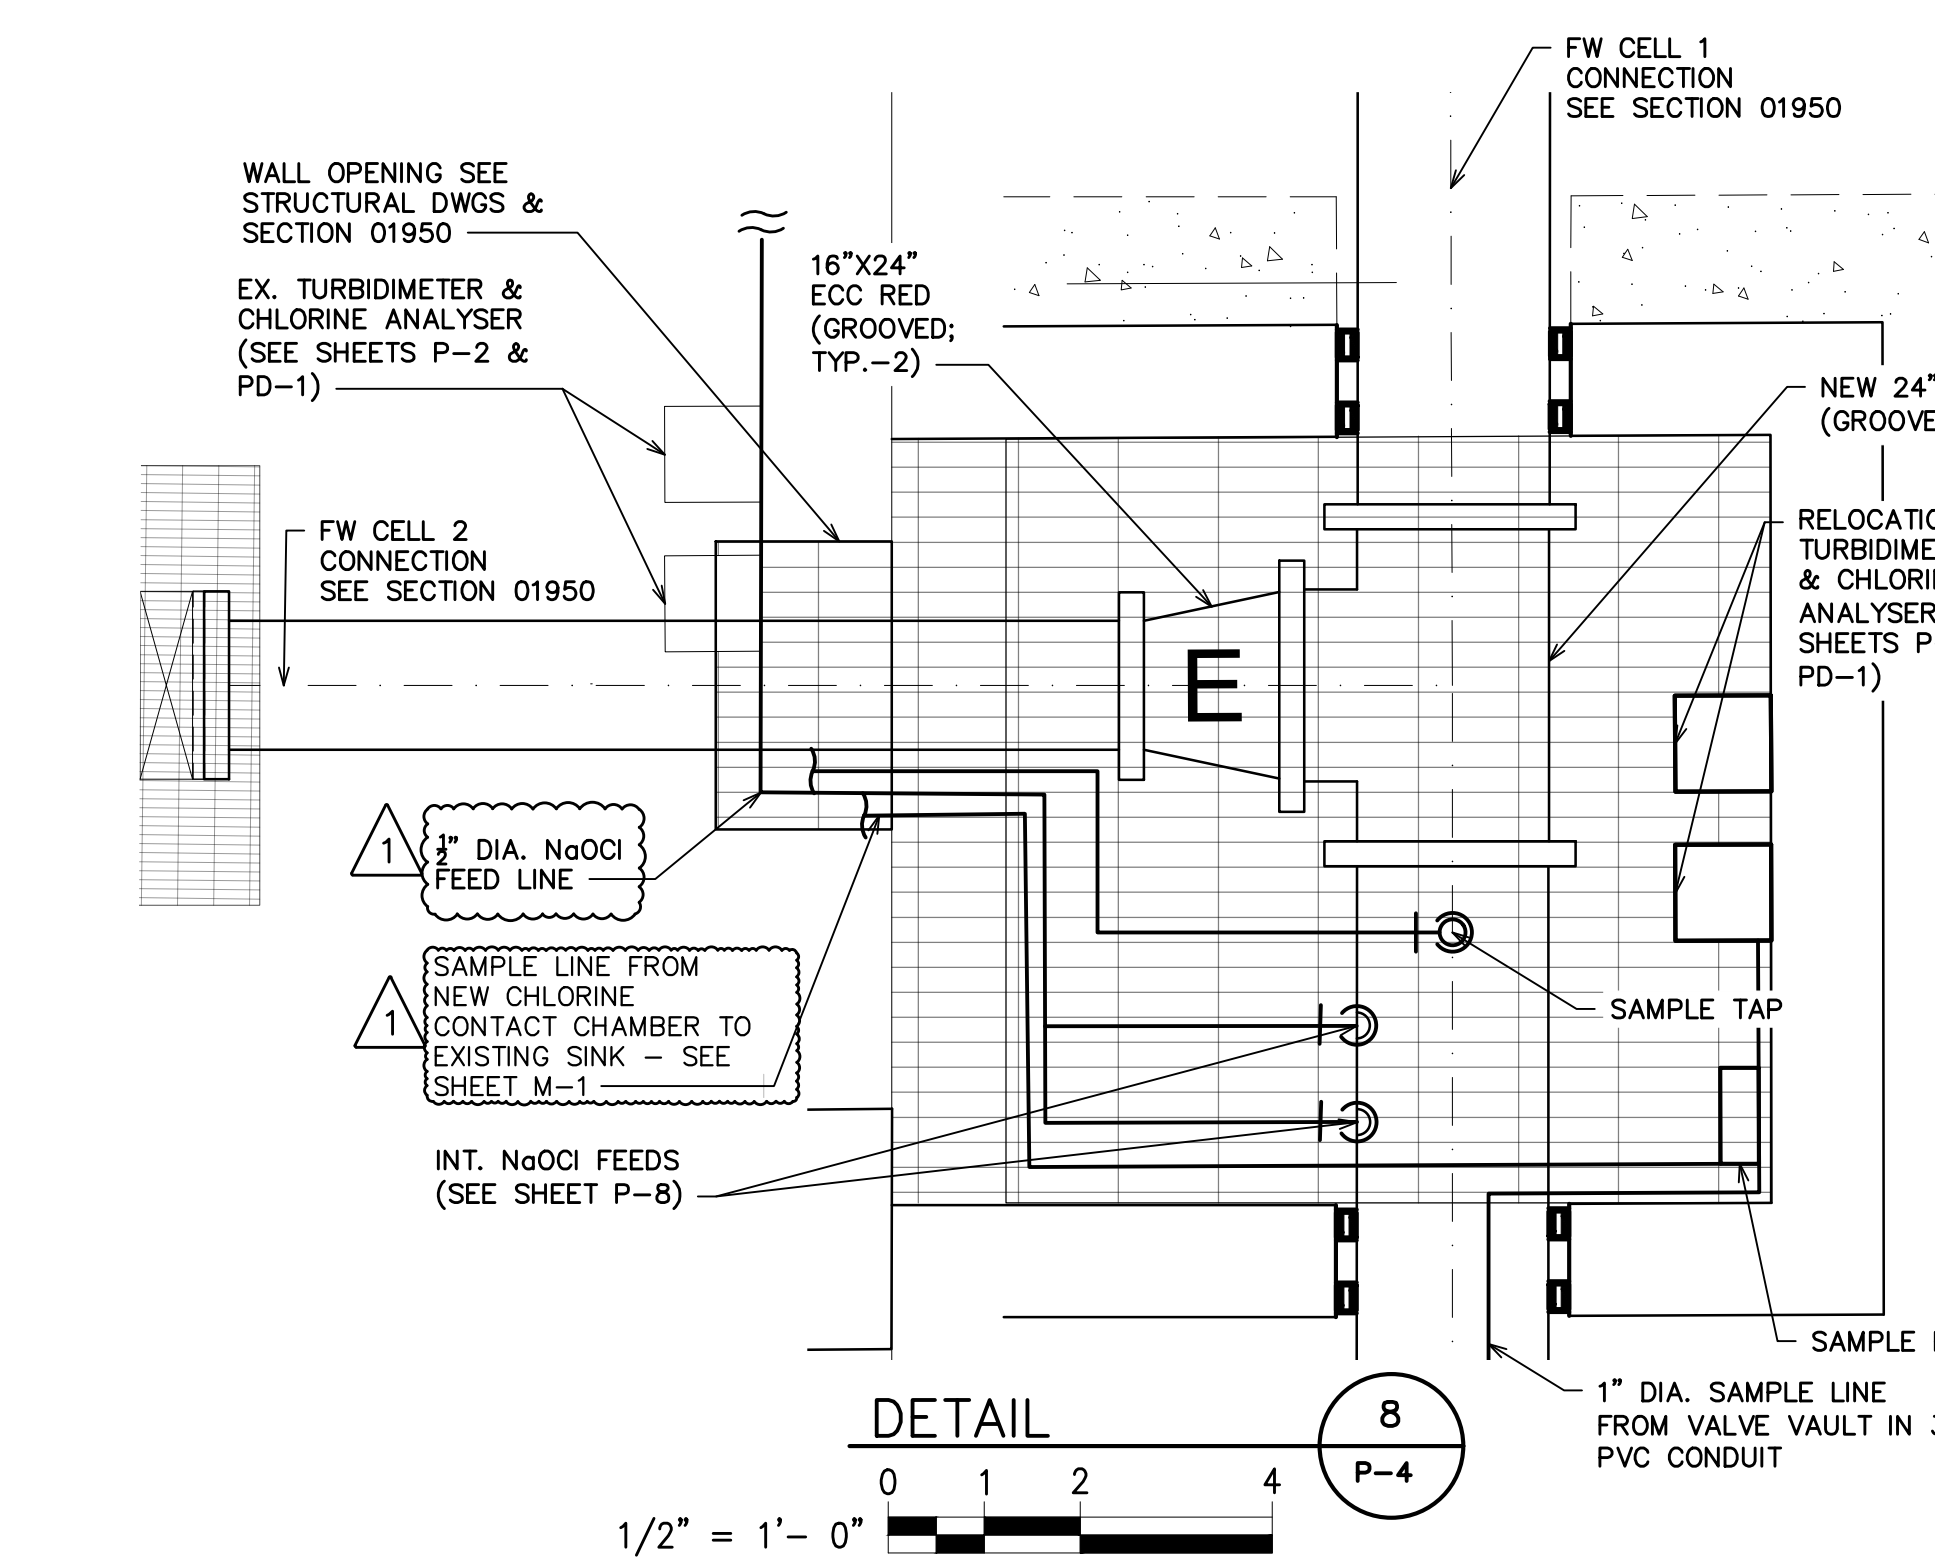 FW CELL 1
CONNECTION
SEE SECTION 01950
WALL OPENING SEE
STRUCTURAL DWGS &
SECTION 01950
16"X24"
ECC RED
(GROOVED;
TYP.-2)
EX. TURBIDIMETER &
CHLORINE ANALYSER
(SEE SHEETS P-2 &
PD-1)
NEW 24"
(GROOVE
FW CELL 2
CONNECTION
SEE SECTION 01950
RELOCATIO
TURBIDIME
& CHLORI
ANALYSER
SHEETS P
PD-1)
E
1
1/2" DIA. NaOCl
FEED LINE
1
SAMPLE LINE FROM
NEW CHLORINE
CONTACT CHAMBER TO
EXISTING SINK - SEE
SHEET M-1
SAMPLE TAP
INT. NaOCl FEEDS
(SEE SHEET P-8)
SAMPLE
1" DIA. SAMPLE LINE
FROM VALVE VAULT IN
PVC CONDUIT
DETAIL
8
P-4
0 1 2 4
1/2" = 1'- 0"